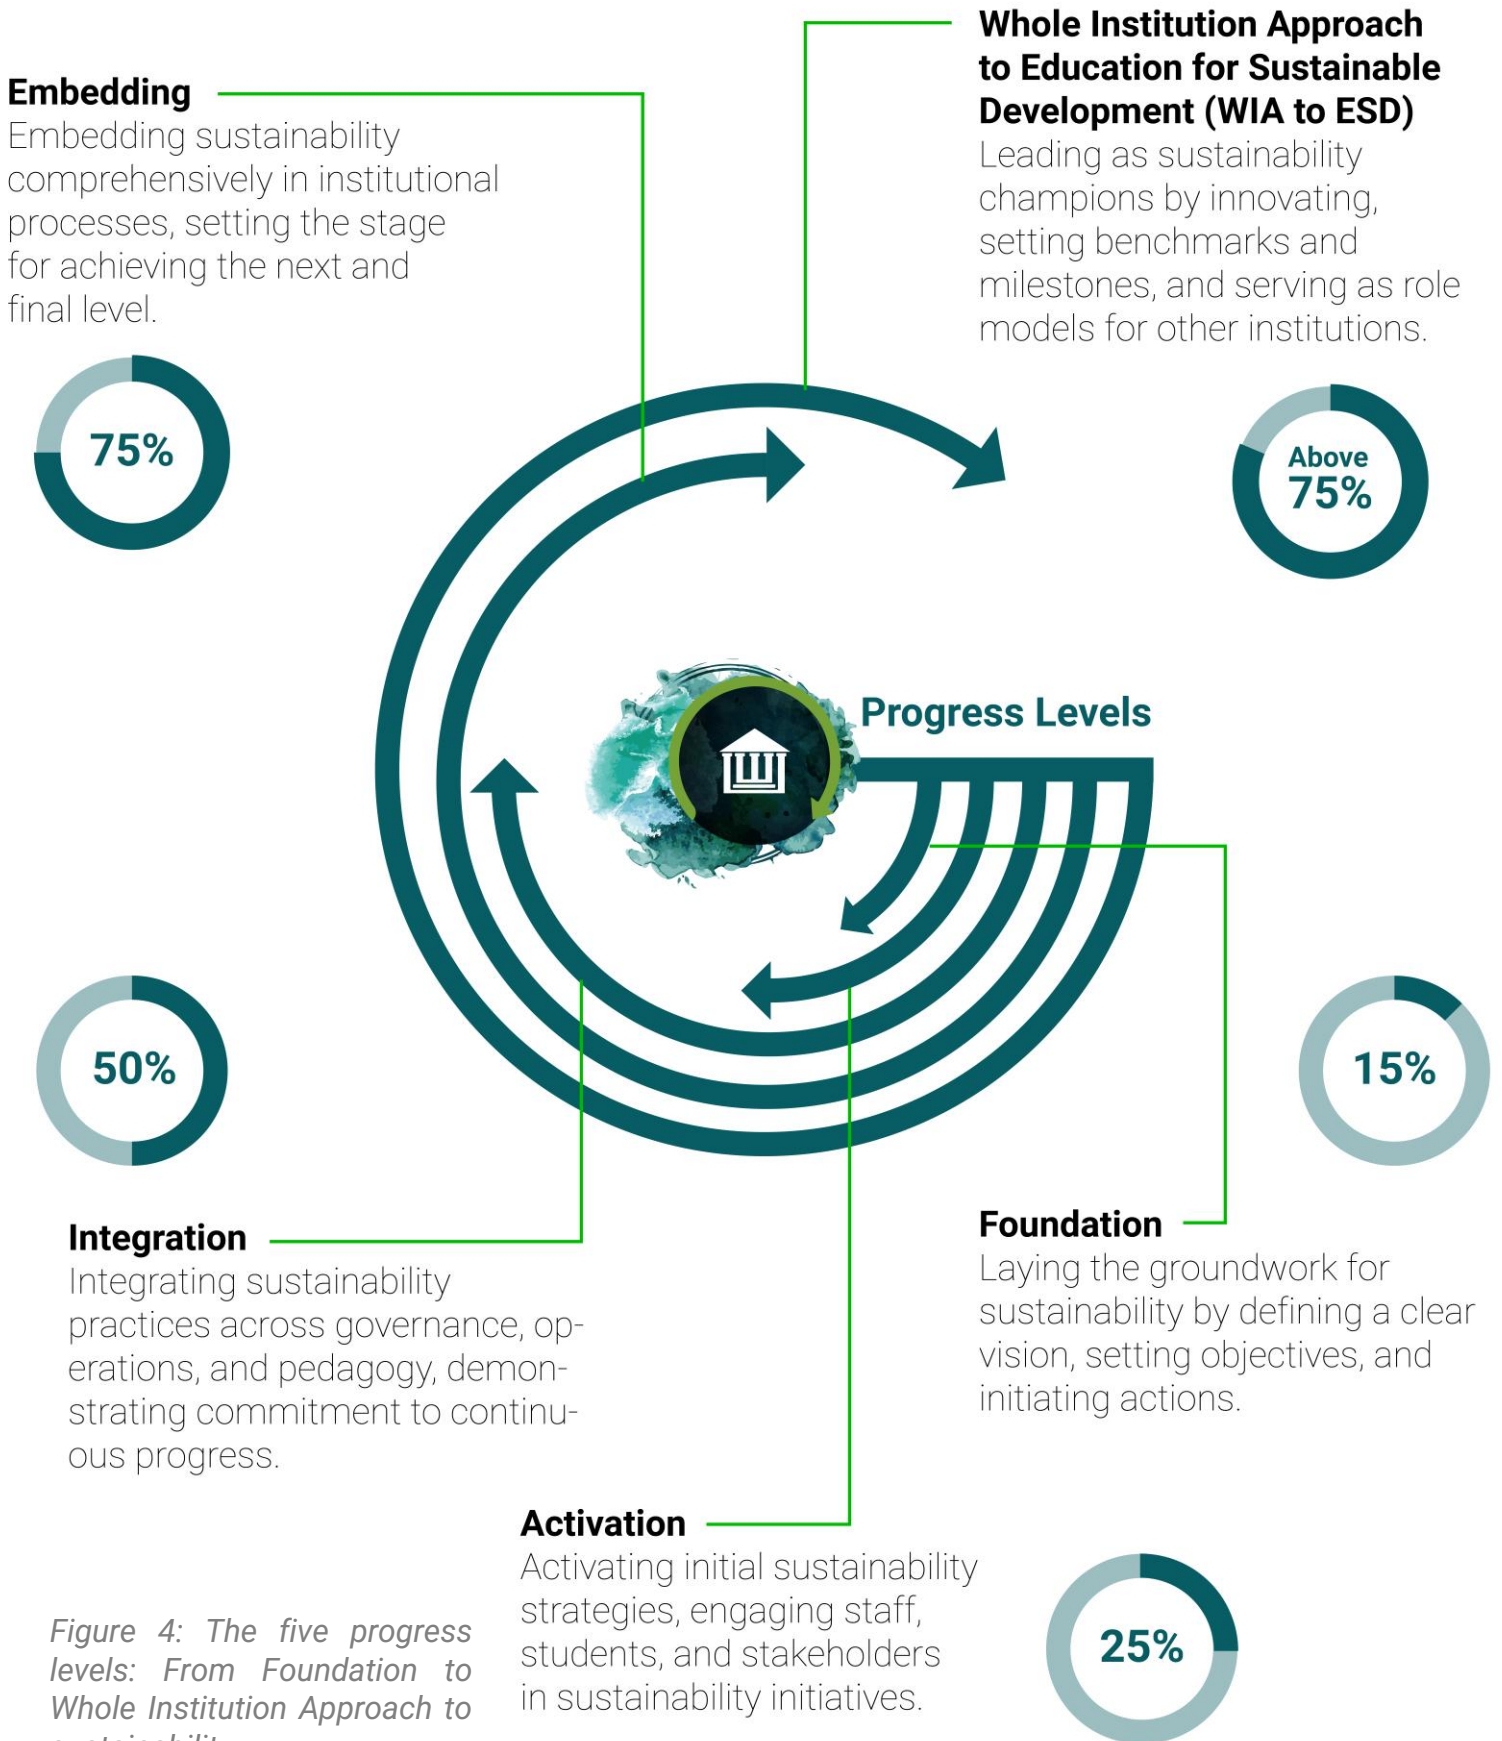 Whole Institution Approach
to Education for Sustainable
Development (WIA to ESD)
Leading as sustainability
champions by innovating,
setting benchmarks and
milestones, and serving as role
models for other institutions.
Embedding
Embedding sustainability
comprehensively in institutional
processes, setting the stage
for achieving the next and
final level.
75%
Above
75%
Progress Levels
50%
15%
Integration
Integrating sustainability
practices across governance, op-
erations, and pedagogy, demon-
strating commitment to continu-
ous progress.
Foundation
Laying the groundwork for
sustainability by defining a clear
vision, setting objectives, and
initiating actions.
Activation
Activating initial sustainability
strategies, engaging staff,
students, and stakeholders
in sustainability initiatives.
25%
Figure 4: The five progress
levels: From Foundation to
Whole Institution Approach to